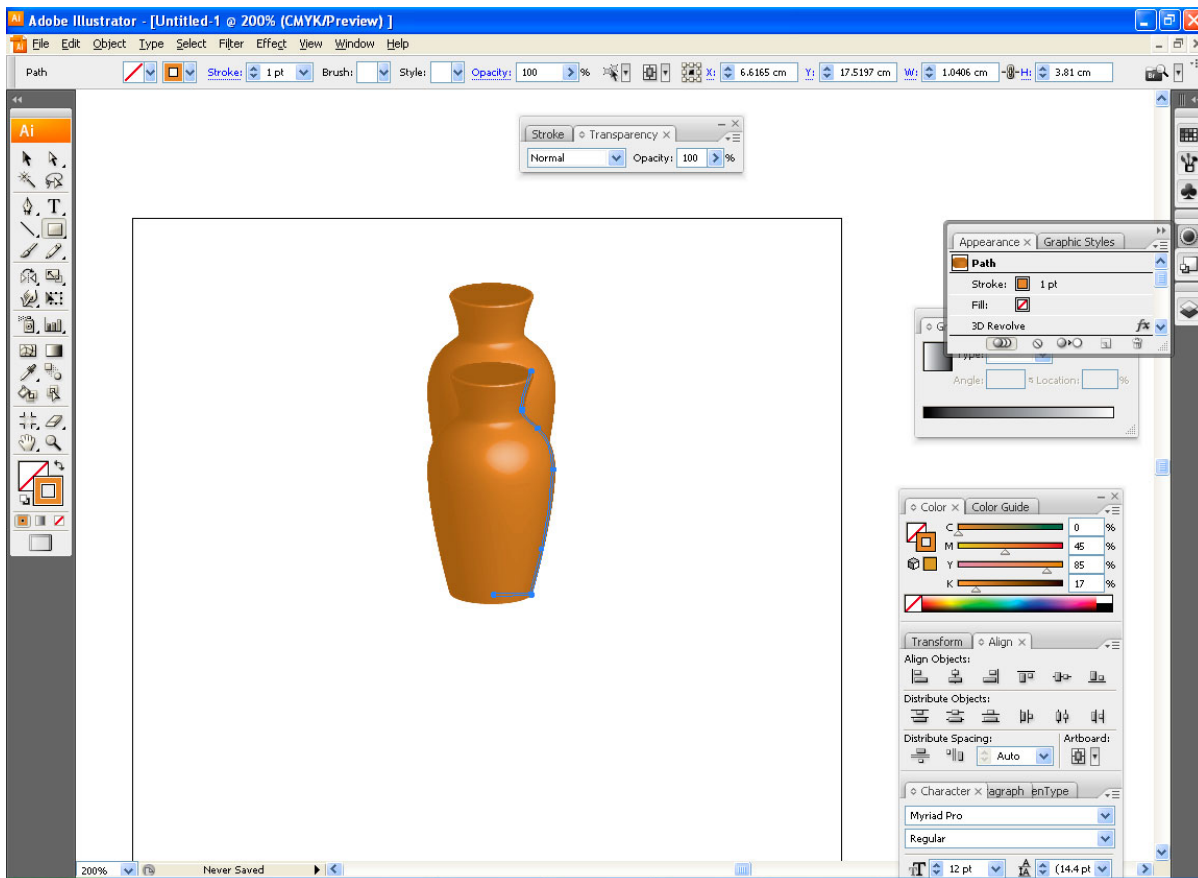 Adobe Illustrator - [Untitled-1 @ 200% (CMYK/Preview) ]
File Edit Object Type Select Filter Effect View Window Help
Path Stroke: 1 pt Brush: Style: Opacity: 100 % X: 6.6165 cm Y: 17.5197 cm W: 1.0406 cm H: 3.81 cm
Ai
Stroke Transparency
Normal Opacity: 100 %
Appearance Graphic Styles
Path
Stroke: 1 pt
Fill:
3D Revolve fx
Type:
Angle: Location: %
Color Color Guide
C 0 %
M 45 %
Y 85 %
K 17 %
Transform Align
Align Objects:
Distribute Objects:
Distribute Spacing: Artboard:
Auto
Character agraph enType
Myriad Pro
Regular
12 pt (14.4 pt
200% Never Saved